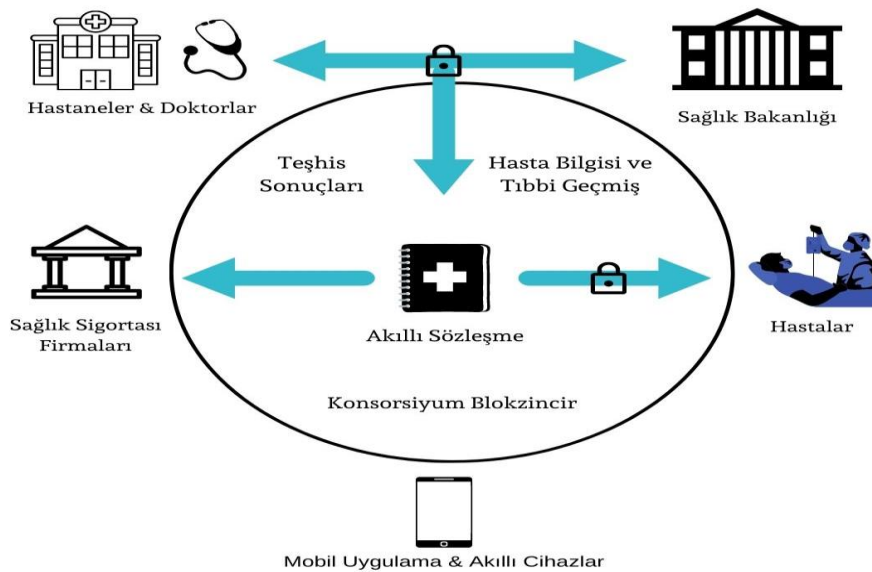 Hastaneler & Doktorlar
Sağlık Bakanlığı
Teşhis
Sonuçları
Hasta Bilgisi ve
Tıbbi Geçmiş
Sağlık Sigortası
Firmaları
Akıllı Sözleşme
Hastalar
Konsorsiyum Blokzincir
Mobil Uygulama & Akıllı Cihazlar